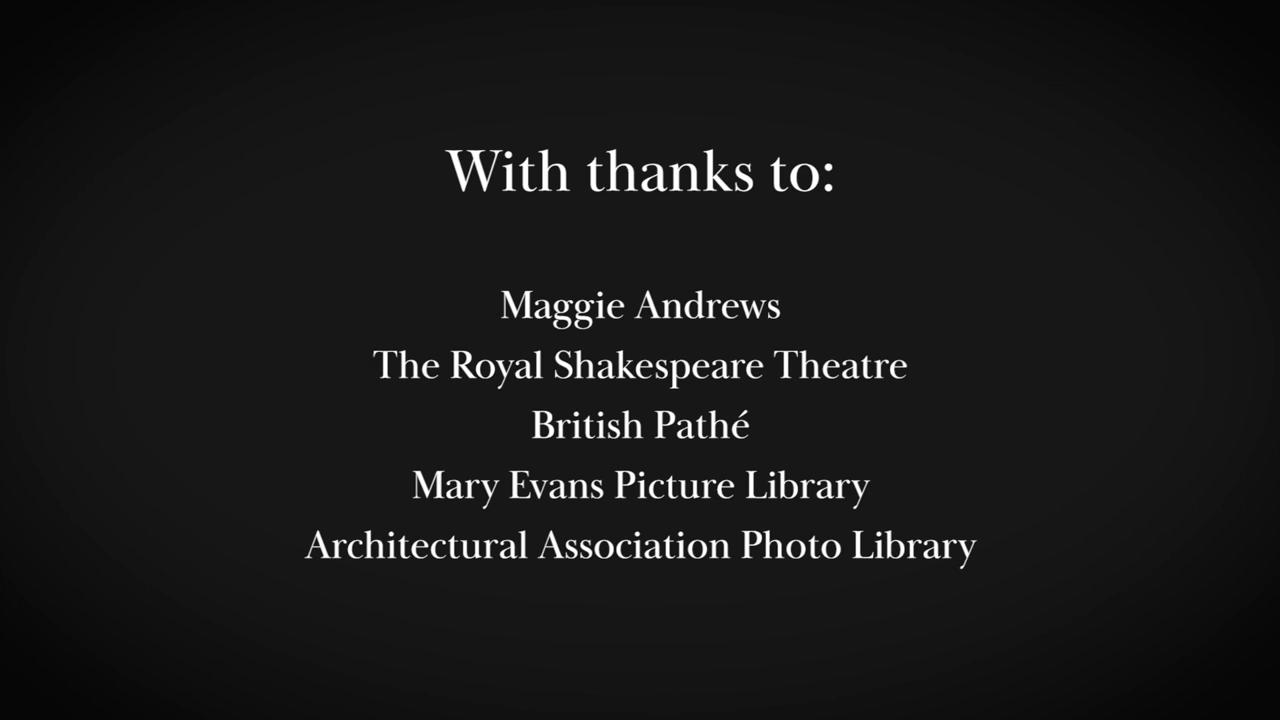 With thanks to:
Maggie Andrews
The Royal Shakespeare Theatre
British Pathé
Mary Evans Picture Library
Architectural Association Photo Library